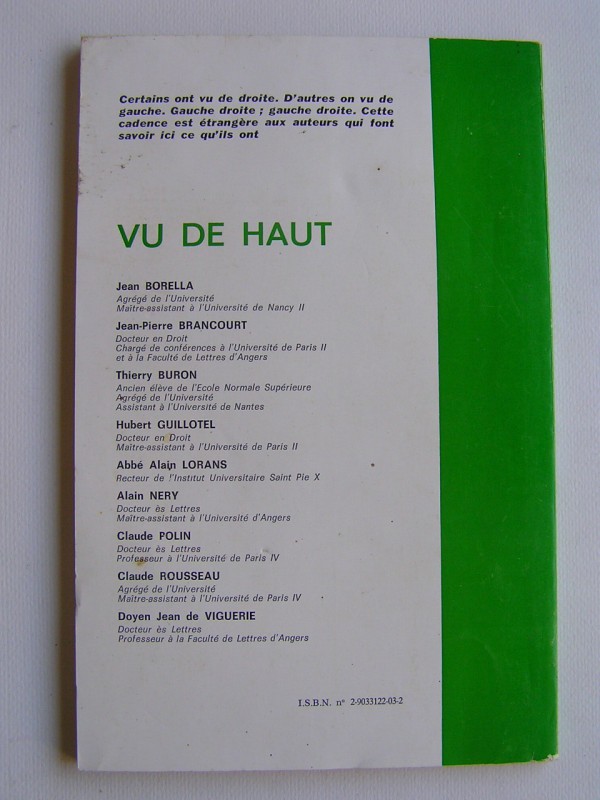 Certains ont vu de droite. D'autres on vu de
gauche. Gauche droite ; gauche droite. Cette
cadence est étrangère aux auteurs qui font
savoir ici ce qu'ils ont
VU DE HAUT
Jean BORELLA
Agrégé de l'Université
Maître-assistant à l'Université de Nancy II
Jean-Pierre BRANCOURT
Docteur en Droit
Chargé de conférences à l'Université de Paris II
et à la Faculté de Lettres d'Angers
Thierry BURON
Ancien élève de l'Ecole Normale Supérieure
Agrégé de l'Université
Assistant à l'Université de Nantes
Hubert GUILLOTEL
Docteur en Droit
Maître-assistant à l'Université de Paris II
Abbé Alain LORANS
Recteur de l'Institut Universitaire Saint Pie X
Alain NERY
Docteur ès Lettres
Maître-assistant à l'Université d'Angers
Claude POLIN
Docteur ès Lettres
Professeur à l'Université de Paris IV
Claude ROUSSEAU
Agrégé de l'Université
Maître-assistant à l'Université de Paris IV
Doyen Jean de VIGUERIE
Docteur ès Lettres
Professeur à la Faculté de Lettres d'Angers
I.S.B.N. n° 2-9033122-03-2